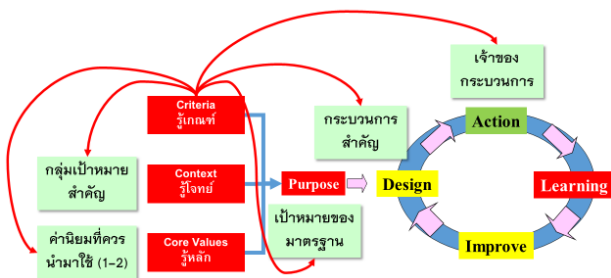 เจ้าของ
กระบวนการ
Criteria
รู้เกณฑ์
กระบวนการ
สำคัญ
Action
กลุ่มเป้าหมาย
สำคัญ
Context
รู้โจทย์
Purpose
Design
Learning
ค่านิยมที่ควร
นำมาใช้ (1-2)
Core Values
รู้หลัก
เป้าหมายของ
มาตรฐาน
Improve